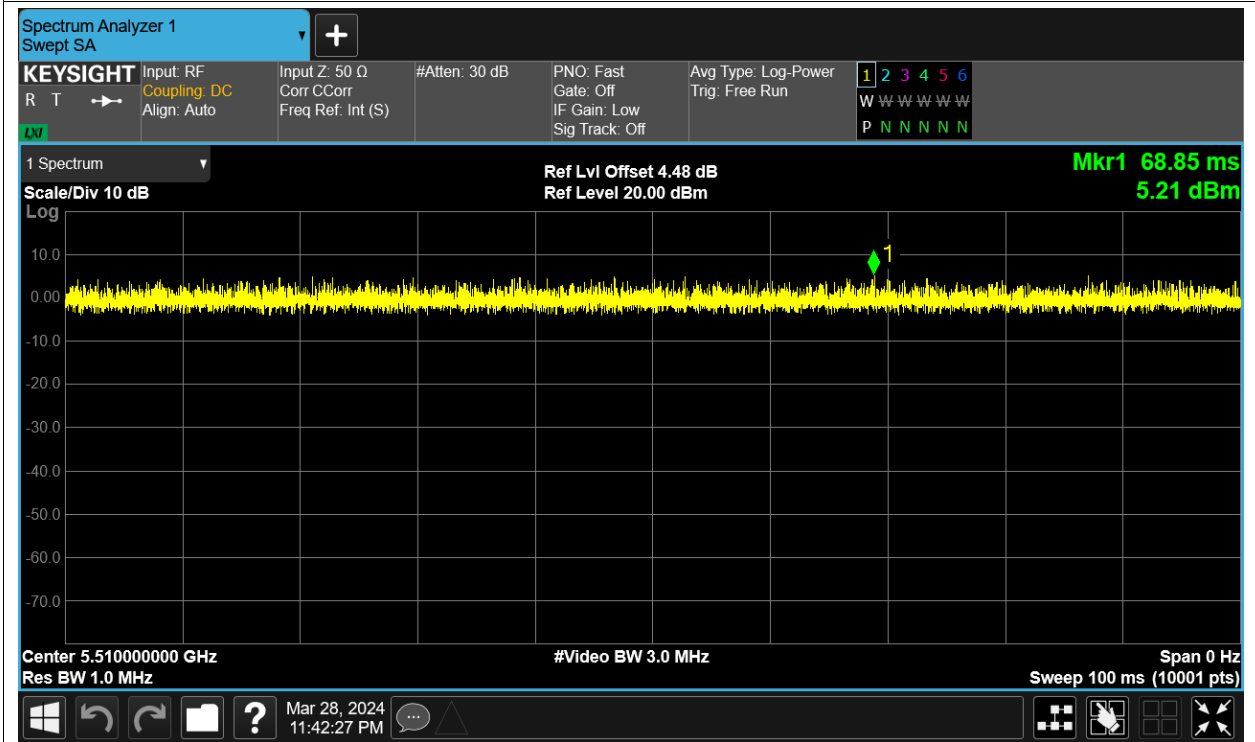 Spectrum Analyzer 1
Swept SA
KEYSIGHT
R T
LXI
Input: RF
Coupling: DC
Align: Auto
Input Z: 50 Ω
Corr CCorr
Freq Ref: Int (S)
#Atten: 30 dB
PNO: Fast
Gate: Off
IF Gain: Low
Sig Track: Off
Avg Type: Log-Power
Trig: Free Run
1 2 3 4 5 6
W W W W W W
P N N N N N
1 Spectrum
Scale/Div 10 dB
Log
Ref Lvl Offset 4.48 dB
Ref Level 20.00 dBm
Mkr1 68.85 ms
5.21 dBm
1
10.0
0.00
-10.0
-20.0
-30.0
-40.0
-50.0
-60.0
-70.0
Center 5.510000000 GHz
Res BW 1.0 MHz
#Video BW 3.0 MHz
Span 0 Hz
Sweep 100 ms (10001 pts)
?
Mar 28, 2024
11:42:27 PM